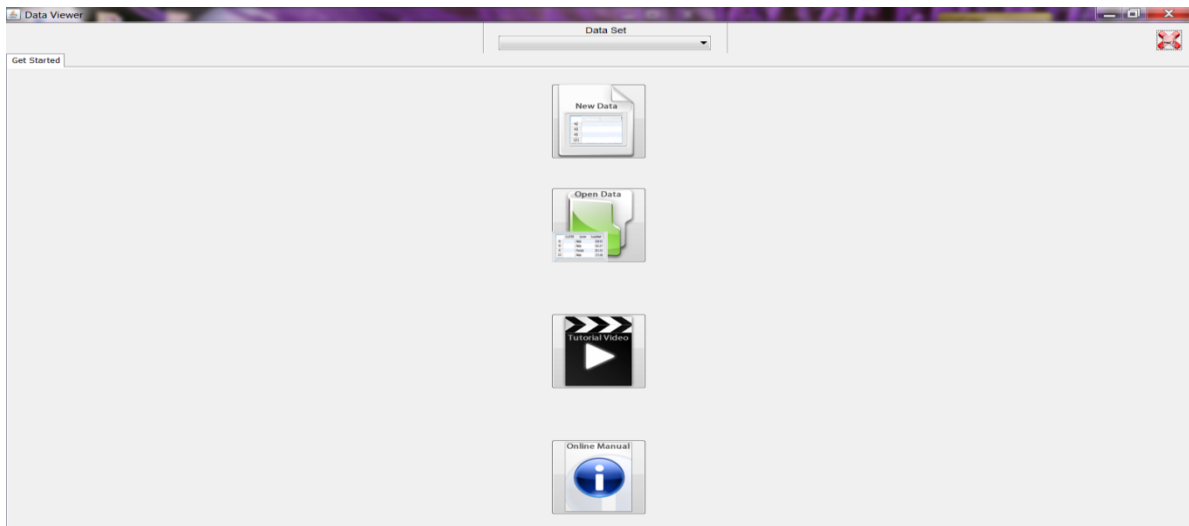 Data Viewer
Data Set
Get Started
New Data
Open Data
Tutorial Video
Online Manual